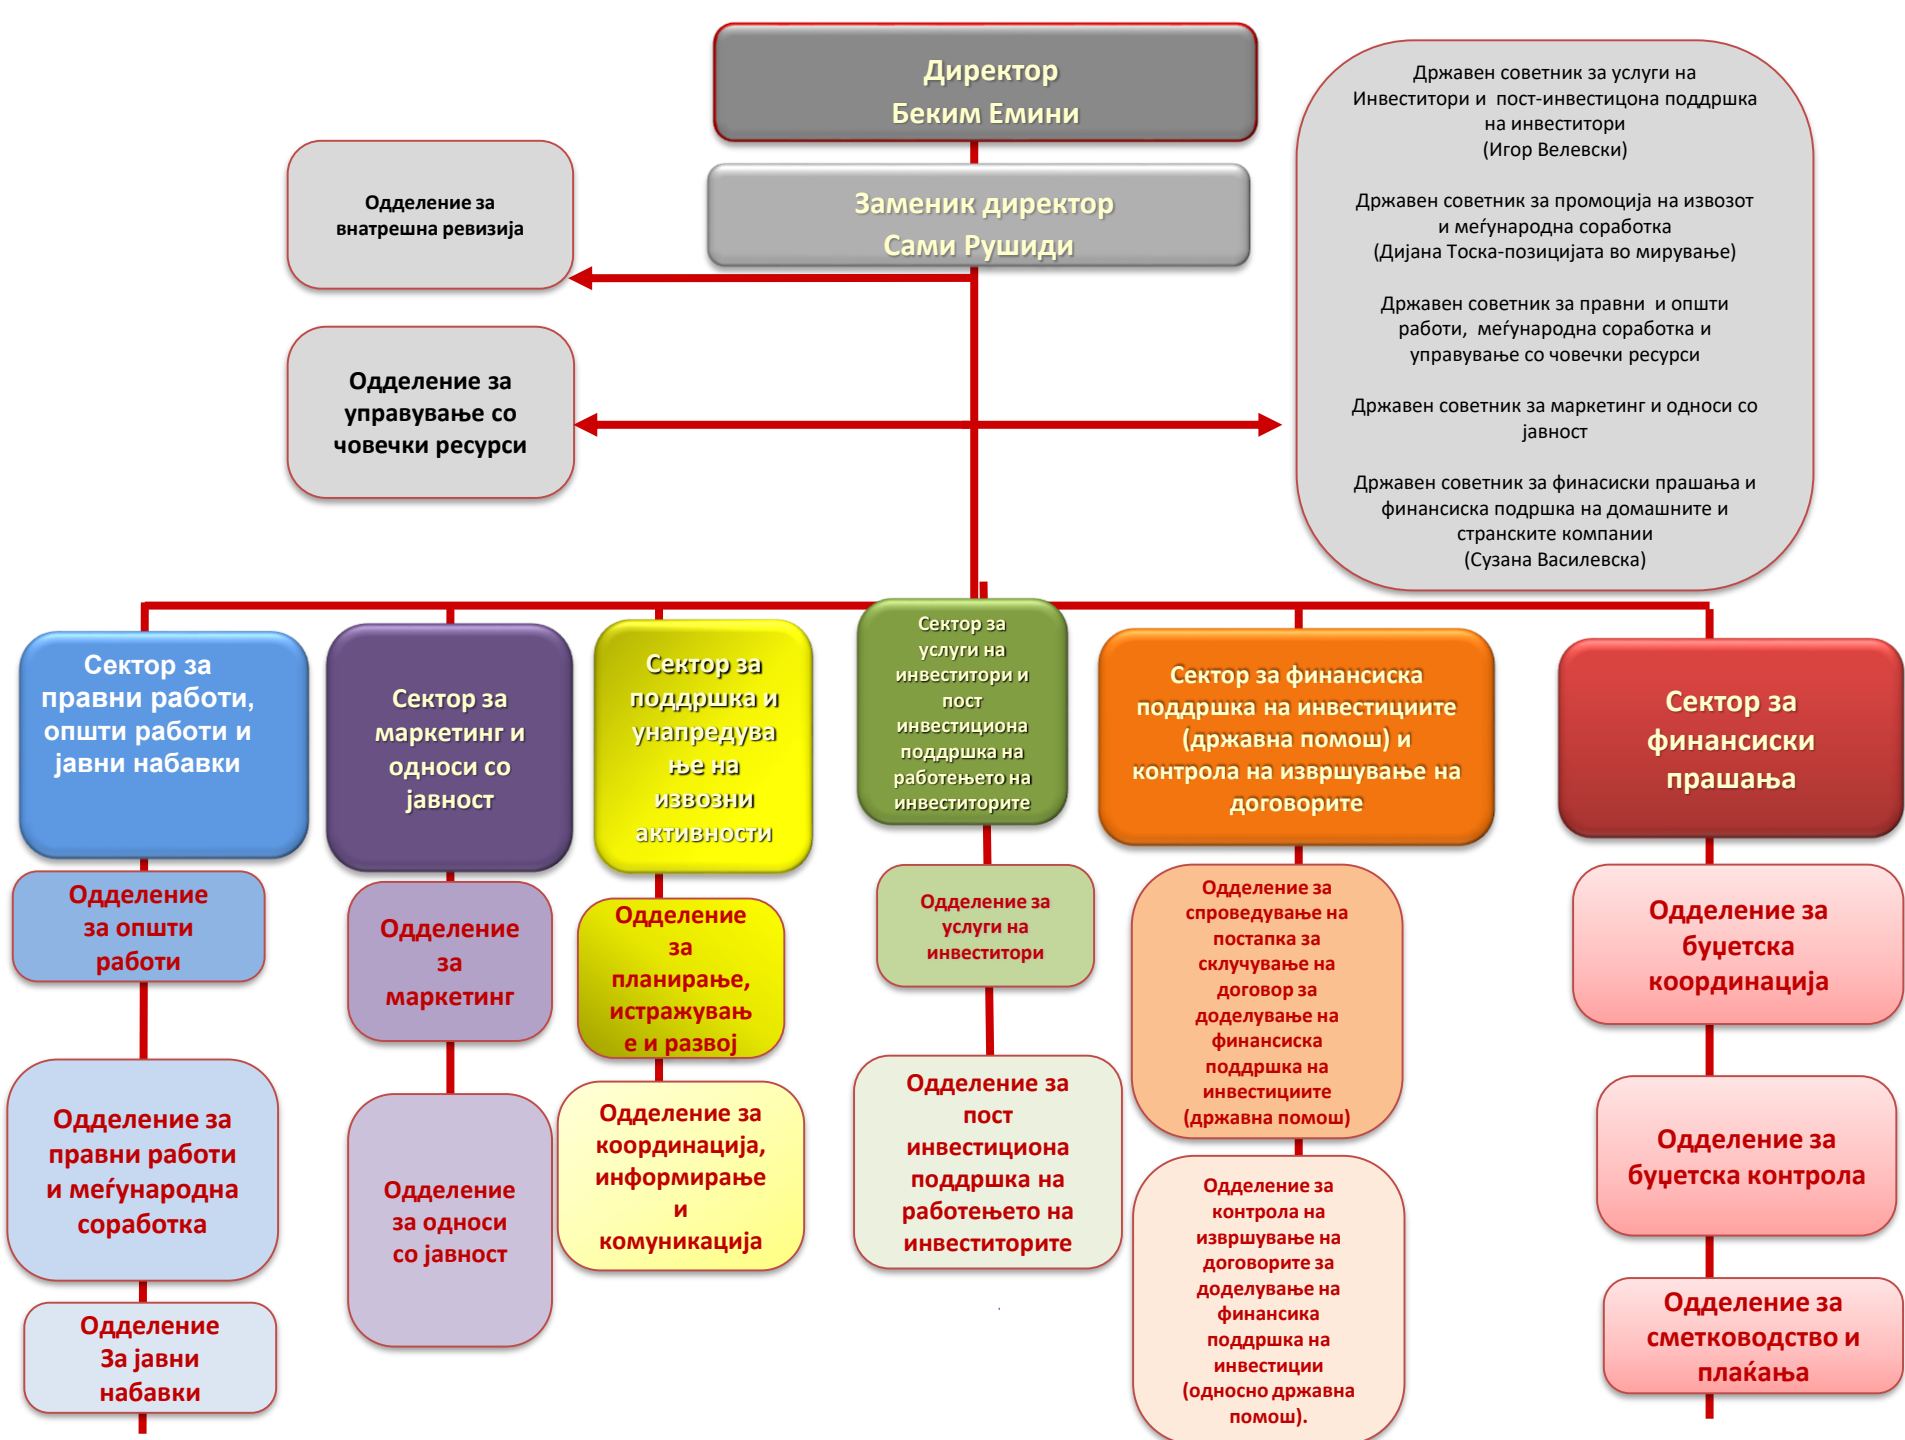 Директор
Беким Емини
Заменик директор
Сами Рушиди
Одделение за
внатрешна ревизија
Одделение за
управување со
човечки ресурси
Државен советник за услуги на
Инвеститори и пост-инвестицона поддршка
на инвеститори
(Игор Велевски)
Државен советник за промоција на извозот
и меѓународна соработка
(Дијана Тоска-позицијата во мирување)
Државен советник за правни и општи
работи, меѓународна соработка и
управување со човечки ресурси
Државен советник за маркетинг и односи со
јавност
Државен советник за финасиски прашања и
финансиска подршка на домашните и
странските компании
(Сузана Василевска)
Сектор за
правни работи,
општи работи и
јавни набавки
Сектор за
маркетинг и
односи со
јавност
Сектор за
поддршка и
унапредува
ње на
извозни
активности
Сектор за
услуги на
инвеститори и
пост
инвестициона
поддршка на
работењето на
инвеститорите
Сектор за финансиска
поддршка на инвестициите
(државна помош) и
контрола на извршување на
договорите
Сектор за
финансиски
прашања
Одделение
за општи
работи
Одделение за
правни работи
и меѓународна
соработка
Одделение
За јавни
набавки
Одделение
за
маркетинг
Одделение
за односи
со јавност
Одделение
за
планирање,
истражувањ
е и развој
Одделение за
координација,
информирање
и
комуникација
Одделение за
услуги на
инвеститори
Одделение за
пост
инвестициона
поддршка на
работењето на
инвеститорите
Одделение за
спроведување на
постапка за
склучување на
договор за
доделување на
финансиска
поддршка на
инвестициите
(државна помош)
Одделение за
контрола на
извршување на
договорите за
доделување на
финансика
поддршка на
инвестиции
(односно државна
помош).
Одделение за
буџетска
координација
Одделение за
буџетска контрола
Одделение за
сметководство и
плаќања